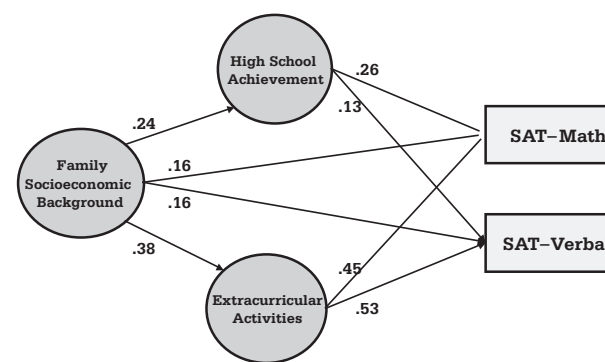 High School
Achievement
.26
.13
.24
SAT–Math
Family
Socioeconomic
Background
.16
.16
SAT–Verba
.38
.45
.53
Extracurricular
Activities